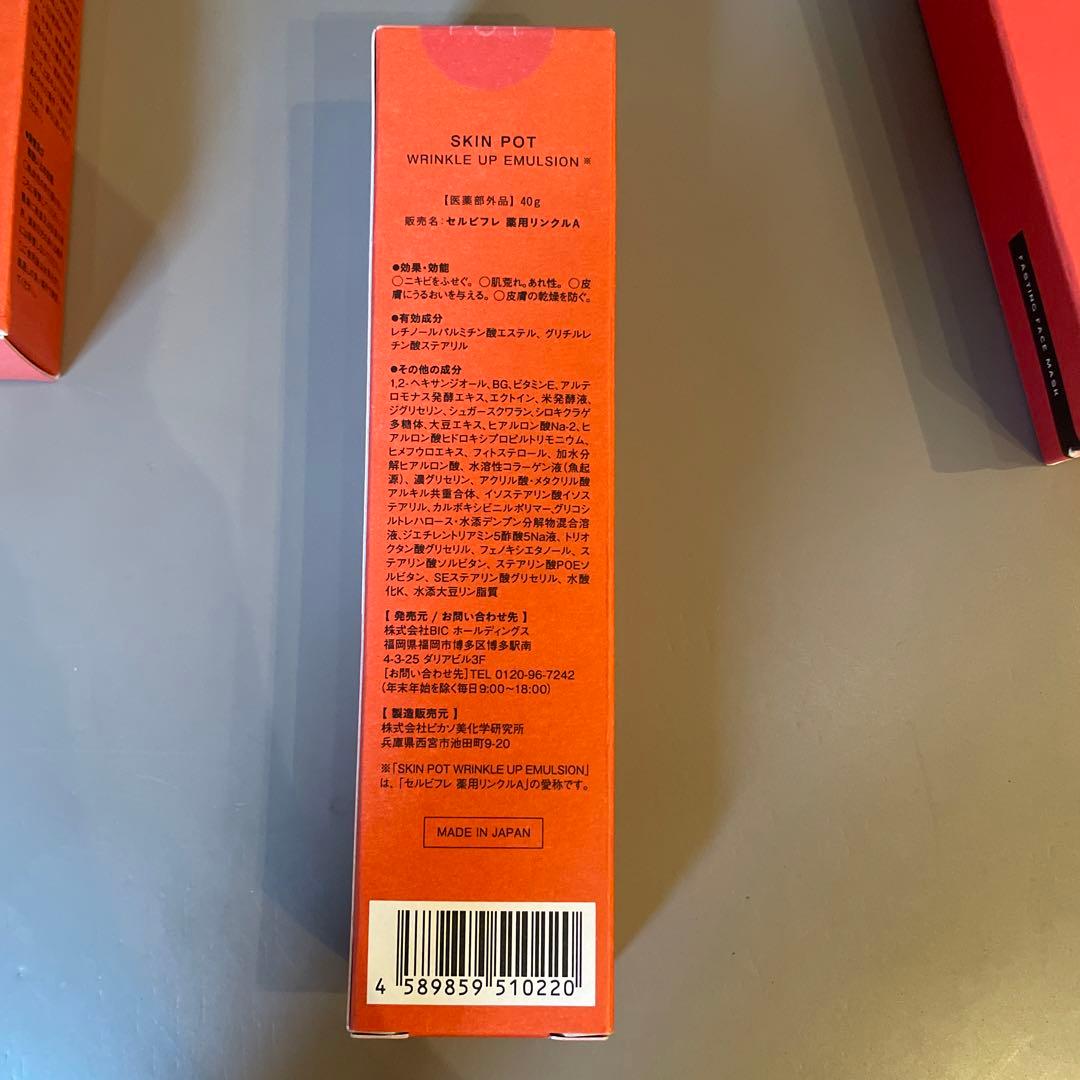 SKIN POT
WRINKLE UP EMULSION※
【医薬部外品】40g
販売名：セルビフレ 薬用リンクルA
●効果・効能
○ニキビをふせぐ。○肌荒れ。あれ性。○皮
膚にうるおいを与える。○皮膚の乾燥を防ぐ。
●有効成分
レチノールパルミチン酸エステル、グリチルレ
チン酸ステアリル
●その他の成分
1,2-ヘキサンジオール、BG、ビタミンE、アルテ
ロモナス発酵エキス、エクトイン、米発酵液、
ジグリセリン、シュガースクワラン、シロキクラゲ
多糖体、大豆エキス、ヒアルロン酸Na-2、ヒ
アルロン酸ヒドロキシプロピルトリモニウム、
ヒメフウロエキス、フィトステロール、加水分
解ヒアルロン酸、水溶性コラーゲン液(魚起
源)、濃グリセリン、アクリル酸・メタクリル酸
アルキル共重合体、イソステアリン酸イソス
テアリル、カルボキシビニルポリマー、グリコシ
ルトレハロース・水添デンプン分解物混合溶
液、ジエチレントリアミン5酢酸5Na液、トリオ
クタン酸グリセリル、フェノキシエタノール、ス
テアリン酸ソルビタン、ステアリン酸POEソ
ルビタン、SEステアリン酸グリセリル、水酸
化K、水添大豆リン脂質
【 発売元 / お問い合わせ先 】
株式会社BIC ホールディングス
福岡県福岡市博多区博多駅南
4-3-25 ダリアビル3F
[お問い合わせ先]TEL 0120-96-7242
(年末年始を除く毎日9:00～18:00)
【 製造販売元 】
株式会社ピカソ美化学研究所
兵庫県西宮市池田町9-20
※「SKIN POT WRINKLE UP EMULSION」
は、「セルビフレ 薬用リンクルA」の愛称です。
MADE IN JAPAN
4 589859 510220
FASTING FACE MASK